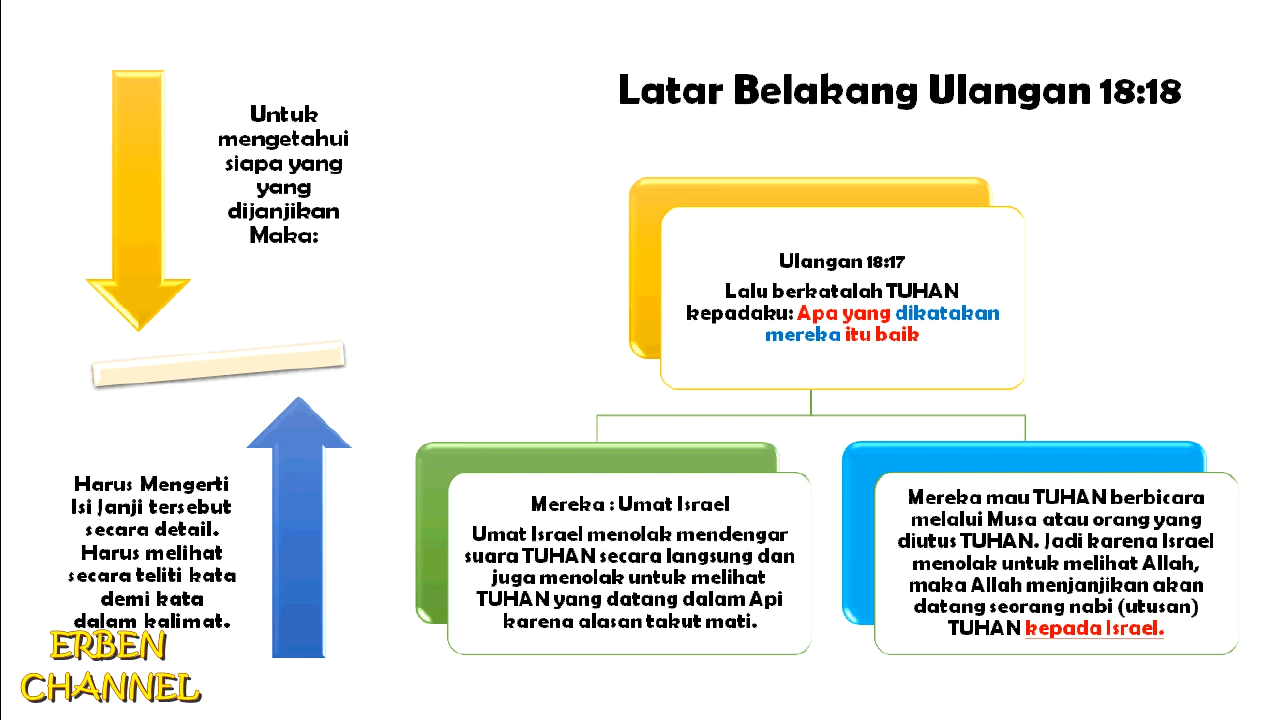 Latar Belakang Ulangan 18:18
Untuk
mengetahui
siapa yang
yang
dijanjikan
Maka:
Harus Mengerti
Isi Janji tersebut
secara detail.
Harus melihat
secara teliti kata
demi kata
dalam kalimat.
Ulangan 18:17
Lalu berkatalah TUHAN
kepadaku: Apa yang dikatakan
mereka itu baik
Mereka : Umat Israel
Umat Israel menolak mendengar
suara TUHAN secara langsung dan
juga menolak untuk melihat
TUHAN yang datang dalam Api
karena alasan takut mati.
Mereka mau TUHAN berbicara
melalui Musa atau orang yang
diutus TUHAN. Jadi karena Israel
menolak untuk melihat Allah,
maka Allah menjanjikan akan
datang seorang nabi (utusan)
TUHAN kepada Israel.
ERBEN
CHANNEL